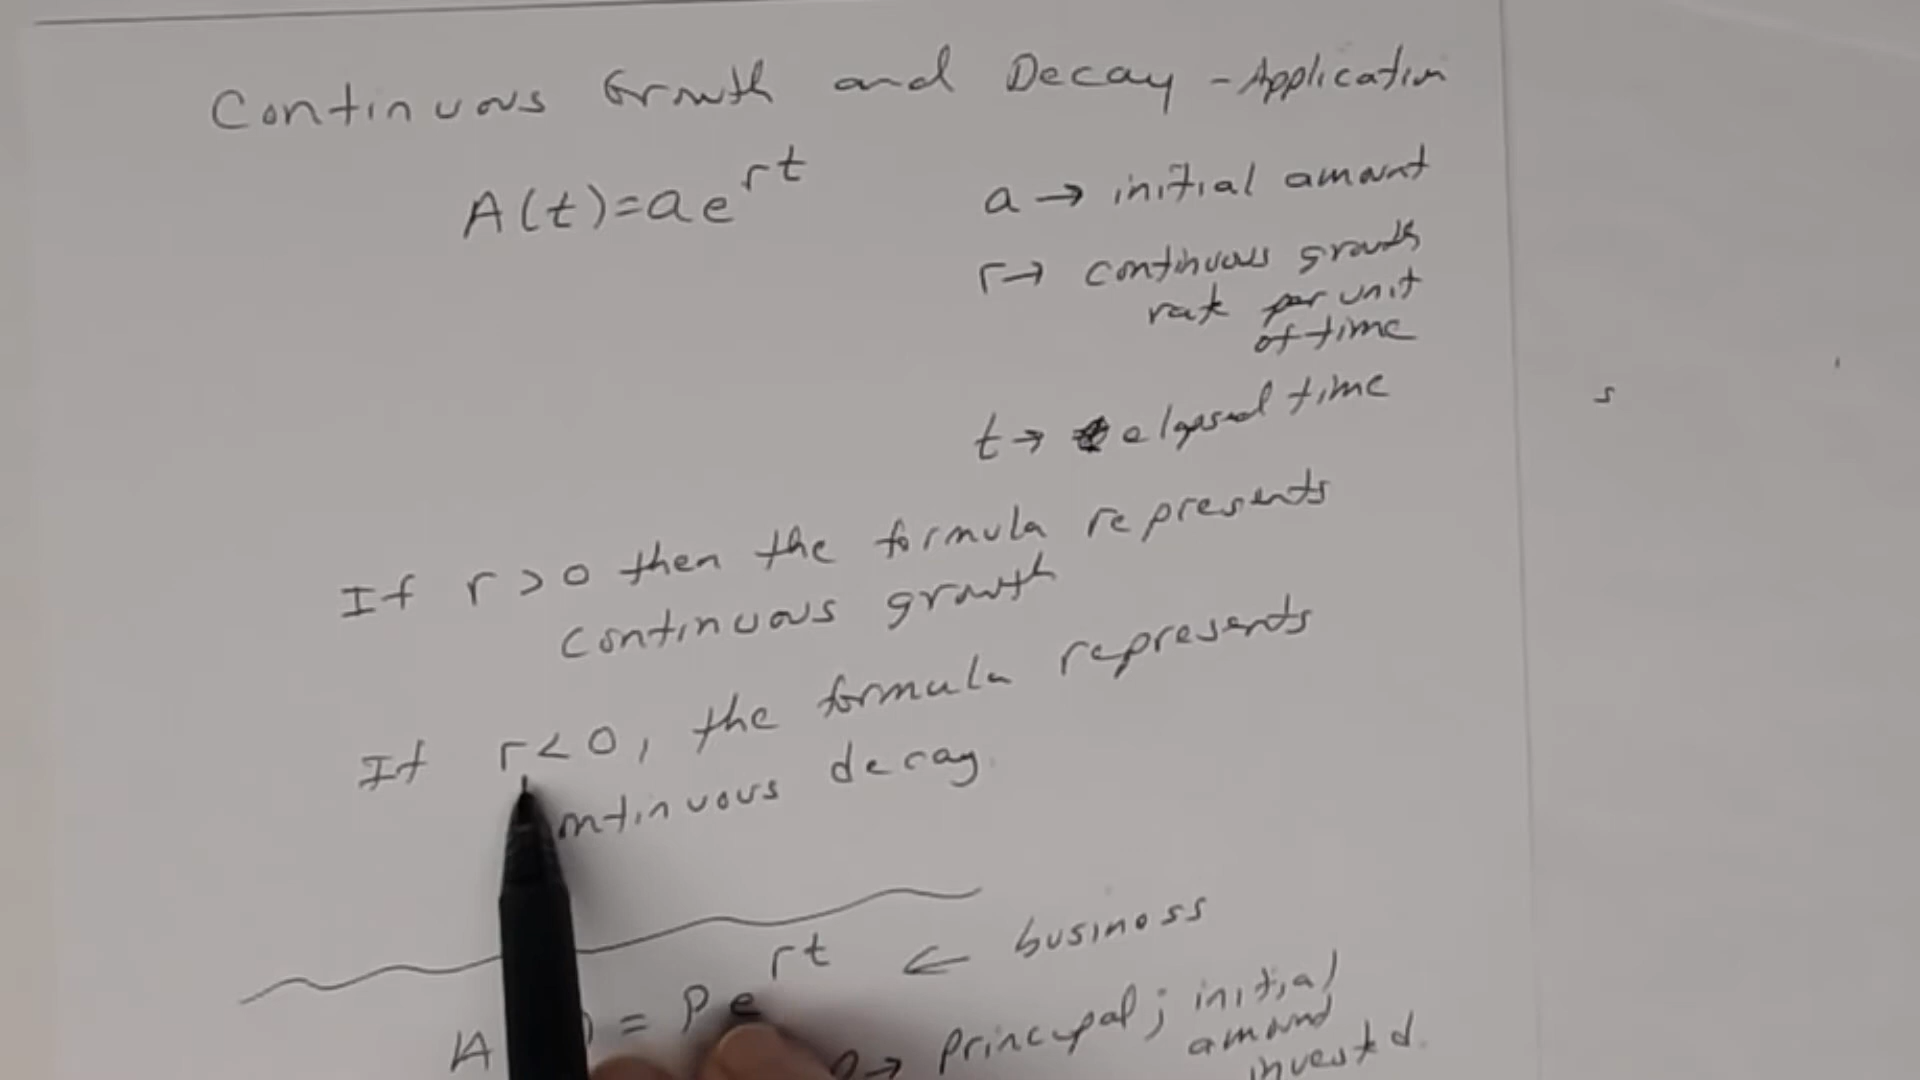 Continuous Growth and Decay - Application
A(t)=ae^rt
a → initial amount
r→ continuous growth
rate per unit
of time
t→ elapsed time
s
If r>0 then the formula represents
continuous growth
If r<0, the formula represents
ntinuous decay.
A ) = Pe^rt ← business
→ principal; initial
amount
invested.